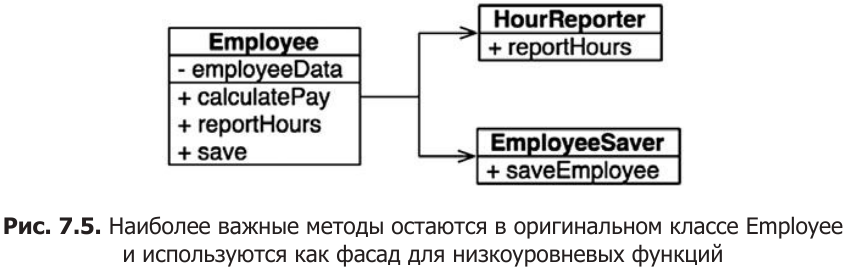 Employee
- employeeData
+ calculatePay
+ reportHours
+ save
HourReporter
+ reportHours
EmployeeSaver
+ saveEmployee
Рис. 7.5. Наиболее важные методы остаются в оригинальном классе Employee
и используются как фасад для низкоуровневых функций